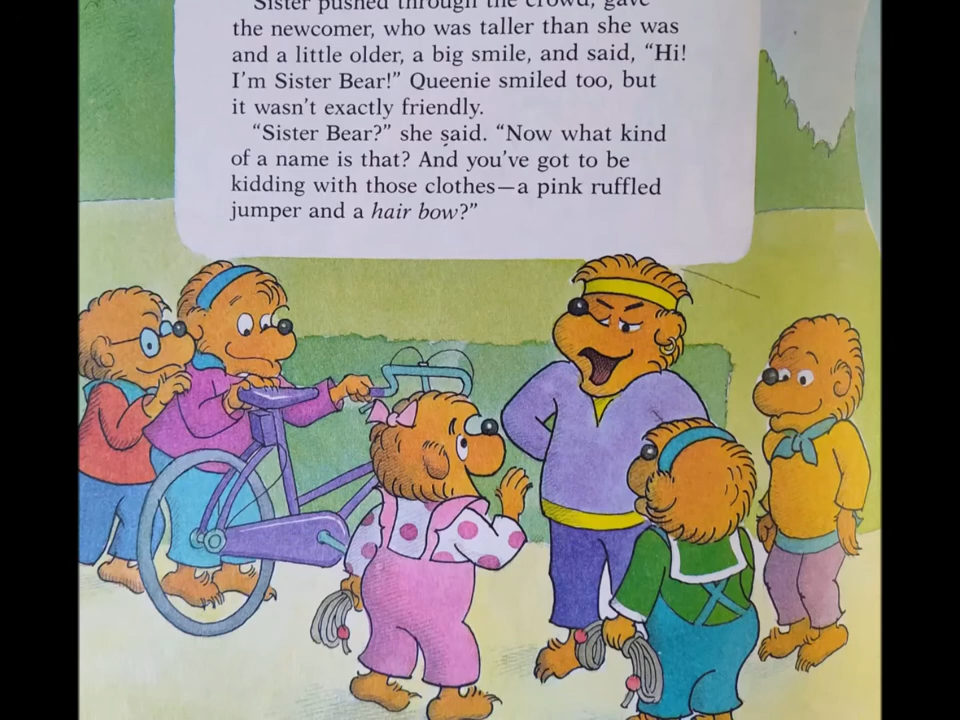 Sister pushed through the crowd, gave
the newcomer, who was taller than she was
and a little older, a big smile, and said, “Hi!
I’m Sister Bear!” Queenie smiled too, but
it wasn’t exactly friendly.
“Sister Bear?” she said. “Now what kind
of a name is that? And you’ve got to be
kidding with those clothes—a pink ruffled
jumper and a hair bow?”